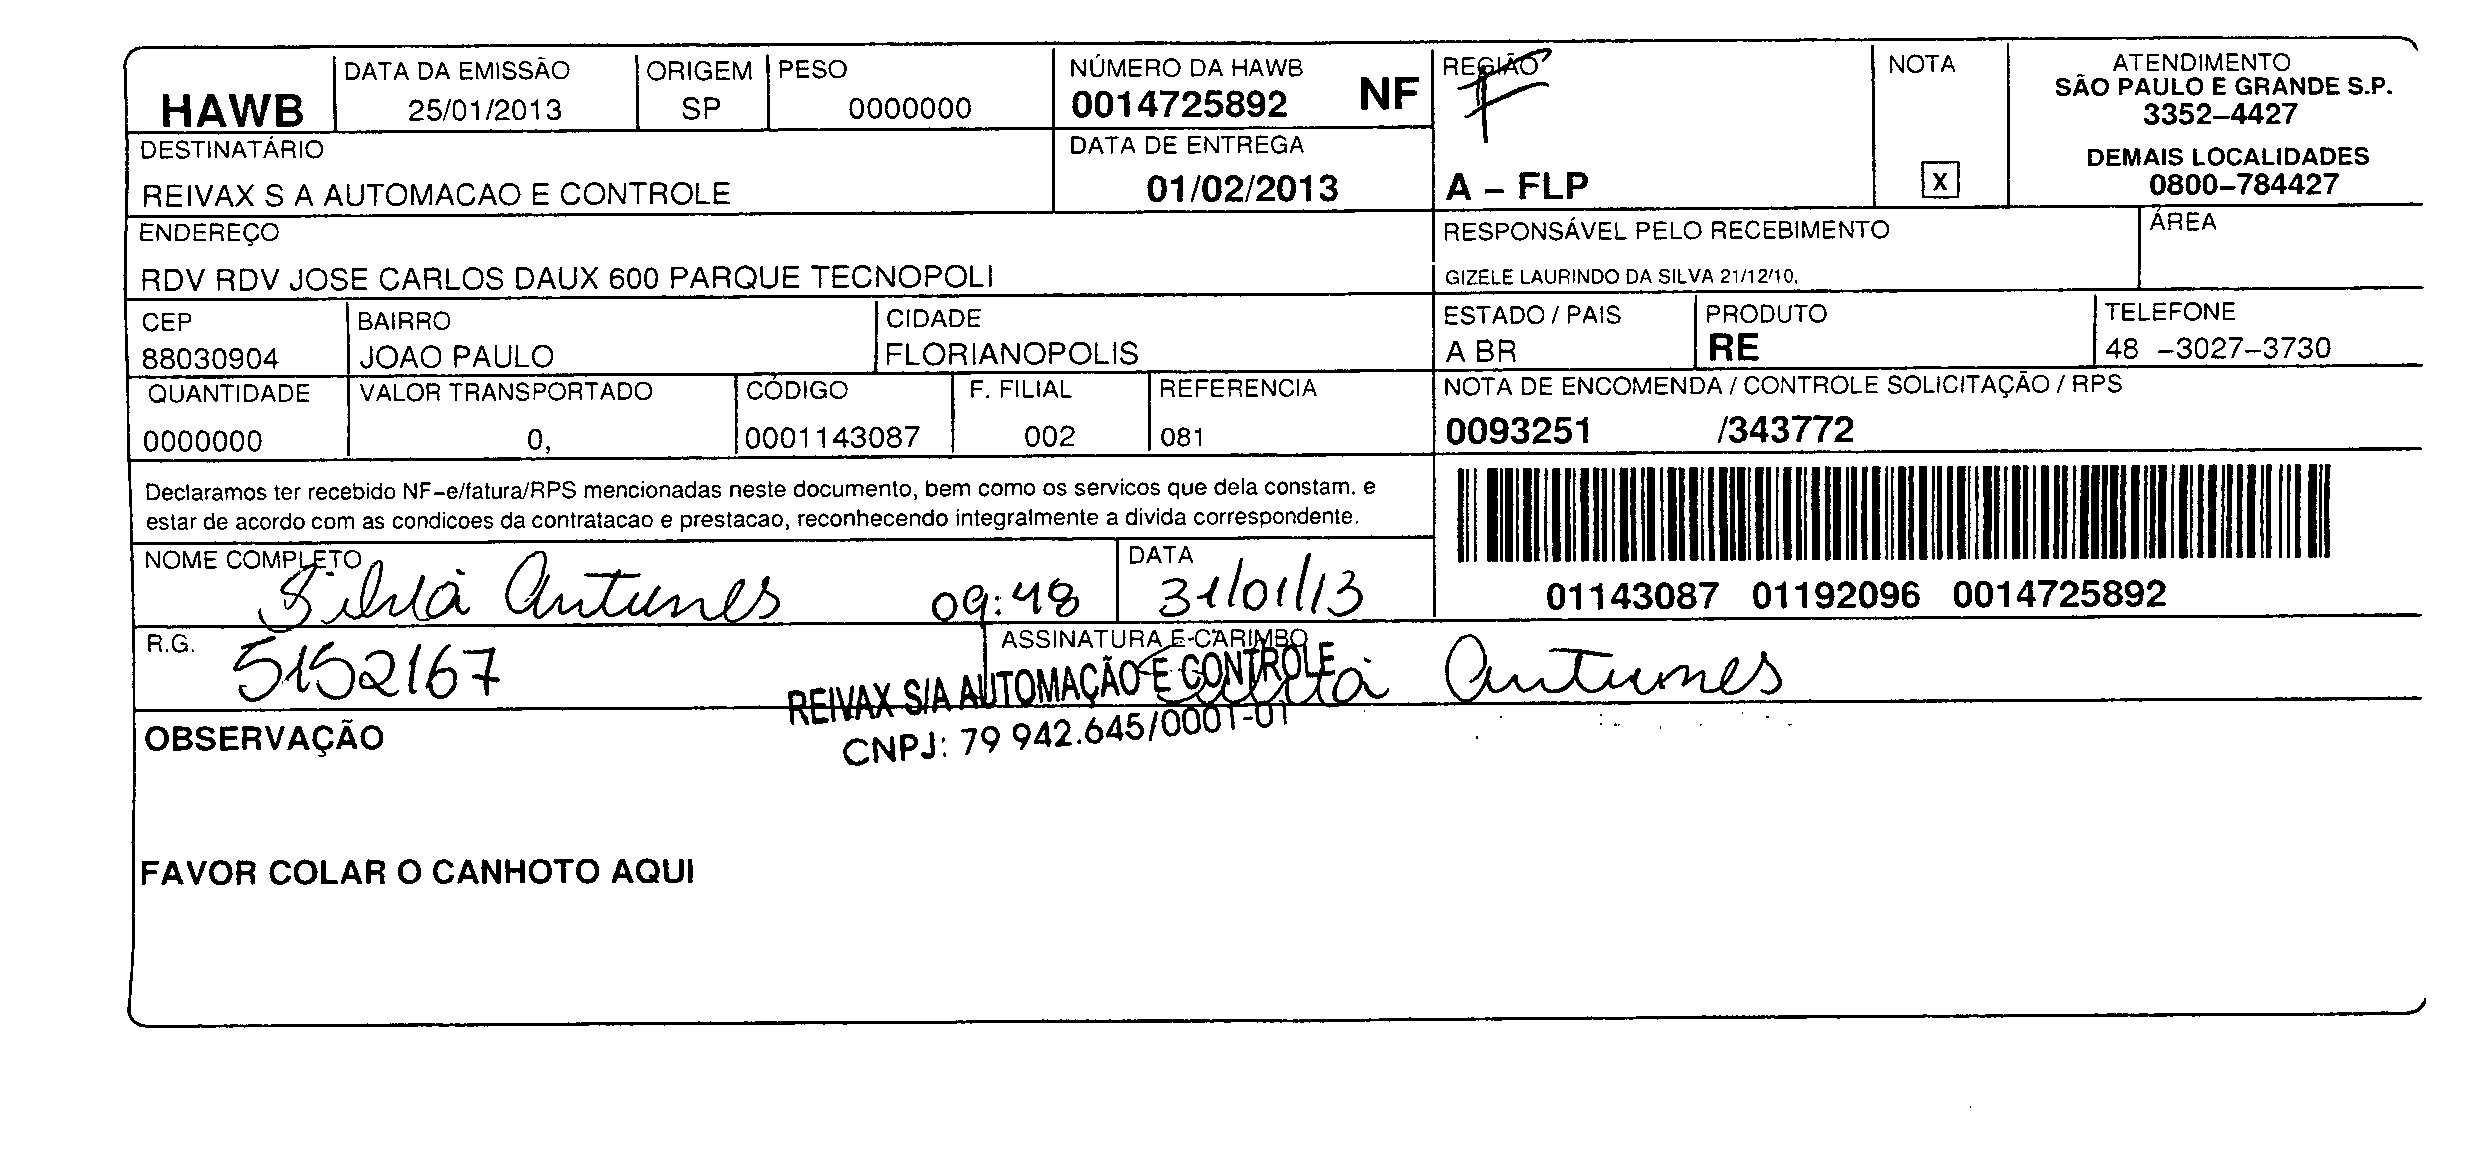 HAWB
DATA DA EMISSÃO
25/01/2013
ORIGEM
SP
PESO
0000000
NÚMERO DA HAWB
0014725892 NF
REGIÃO
A – FLP
NOTA
X
ATENDIMENTO
SÃO PAULO E GRANDE S.P.
3352–4427
DEMAIS LOCALIDADES
0800–784427
DESTINATÁRIO
REIVAX S A AUTOMACAO E CONTROLE
DATA DE ENTREGA
01/02/2013
ENDEREÇO
RDV RDV JOSE CARLOS DAUX 600 PARQUE TECNOPOLI
RESPONSÁVEL PELO RECEBIMENTO
GIZELE LAURINDO DA SILVA 21/12/10,
ÁREA
CEP
88030904
BAIRRO
JOAO PAULO
CIDADE
FLORIANOPOLIS
ESTADO / PAIS
A BR
PRODUTO
RE
TELEFONE
48 –3027–3730
QUANTIDADE
0000000
VALOR TRANSPORTADO
0,
CÓDIGO
0001143087
F. FILIAL
002
REFERENCIA
081
NOTA DE ENCOMENDA / CONTROLE SOLICITAÇÃO / RPS
0093251 /343772
Declaramos ter recebido NF–e/fatura/RPS mencionadas neste documento, bem como os servicos que dela constam. e
estar de acordo com as condicoes da contratacao e prestacao, reconhecendo integralmente a divida correspondente.
01143087 01192096 0014725892
NOME COMPLETO
Silvia Antunes 09:48
DATA
31/01/13
R.G.
5152167
ASSINATURA E CARIMBO
Silvia Antunes
REIVAX S/A AUTOMAÇÃO E CONTROLE
CNPJ: 79 942.645/0001-01
OBSERVAÇÃO
FAVOR COLAR O CANHOTO AQUI